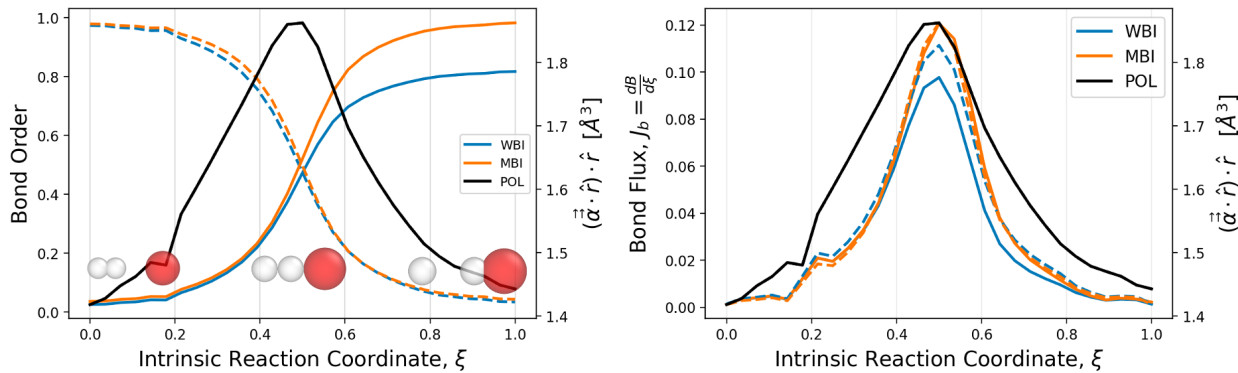 1.0
0.8
0.6
0.4
0.2
0.0
Bond Order
0.0 0.2 0.4 0.6 0.8 1.0
Intrinsic Reaction Coordinate, ξ
WBI
MBI
POL
1.8
1.7
1.6
1.5
1.4
(α⃗⃗ · r̂) · r̂ [Å³]
0.12
0.10
0.08
0.06
0.04
0.02
0.00
Bond Flux, J_b = dB/dξ
0.0 0.2 0.4 0.6 0.8 1.0
Intrinsic Reaction Coordinate, ξ
WBI
MBI
POL
1.8
1.7
1.6
1.5
1.4
(α⃗⃗ · r̂) · r̂ [Å³]